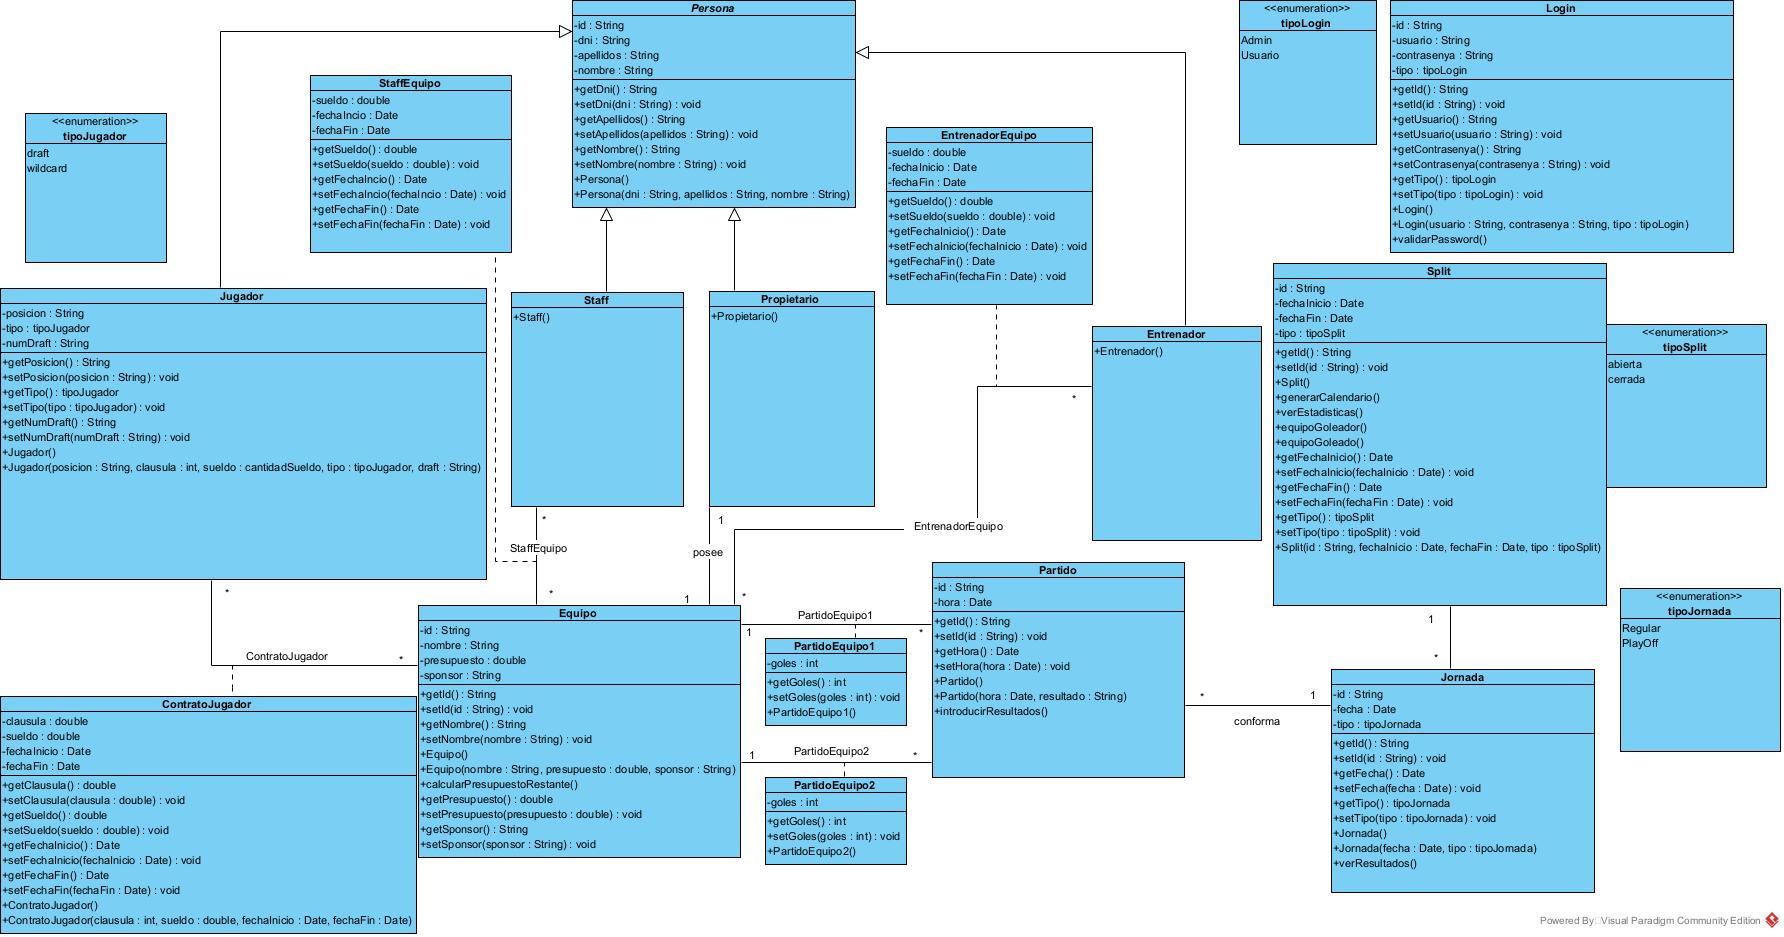 Persona
-id : String
-dni : String
-apellidos : String
-nombre : String
+getDni() : String
+setDni(dni : String) : void
+getApellidos() : String
+setApellidos(apellidos : String) : void
+getNombre() : String
+setNombre(nombre : String) : void
+Persona()
+Persona(dni : String, apellidos : String, nombre : String)
<<enumeration>>
tipoLogin
Admin
Usuario
Login
-id : String
-usuario : String
-contrasenya : String
-tipo : tipoLogin
+getId() : String
+setId(id : String) : void
+getUsuario() : String
+setUsuario(usuario : String) : void
+getContrasenya() : String
+setContrasenya(contrasenya : String) : void
+getTipo() : tipoLogin
+setTipo(tipo : tipoLogin) : void
+Login()
+Login(usuario : String, contrasenya : String, tipo : tipoLogin)
+validarPassword()
StaffEquipo
-sueldo : double
-fechaIncio : Date
-fechaFin : Date
+getSueldo() : double
+setSueldo(sueldo : double) : void
+getFechaIncio() : Date
+setFechaIncio(fechaIncio : Date) : void
+getFechaFin() : Date
+setFechaFin(fechaFin : Date) : void
<<enumeration>>
tipoJugador
draft
wildcard
EntrenadorEquipo
-sueldo : double
-fechaInicio : Date
-fechaFin : Date
+getSueldo() : double
+setSueldo(sueldo : double) : void
+getFechaInicio() : Date
+setFechaInicio(fechaInicio : Date) : void
+getFechaFin() : Date
+setFechaFin(fechaFin : Date) : void
Jugador
-posicion : String
-tipo : tipoJugador
-numDraft : String
+getPosicion() : String
+setPosicion(posicion : String) : void
+getTipo() : tipoJugador
+setTipo(tipo : tipoJugador) : void
+getNumDraft() : String
+setNumDraft(numDraft : String) : void
+Jugador()
+Jugador(posicion : String, clausula : int, sueldo : cantidadSueldo, tipo : tipoJugador, draft : String)
Staff
+Staff()
Propietario
+Propietario()
Entrenador
+Entrenador()
Split
-id : String
-fechaInicio : Date
-fechaFin : Date
-tipo : tipoSplit
+getId() : String
+setId(id : String) : void
+Split()
+generarCalendario()
+verEstadisticas()
+equipoGoleador()
+equipoGoleado()
+getFechaInicio() : Date
+setFechaInicio(fechaInicio : Date) : void
+getFechaFin() : Date
+setFechaFin(fechaFin : Date) : void
+getTipo() : tipoSplit
+setTipo(tipo : tipoSplit) : void
+Split(id : String, fechaInicio : Date, fechaFin : Date, tipo : tipoSplit)
<<enumeration>>
tipoSplit
abierta
cerrada
*
*
StaffEquipo
*
1
posee
1
EntrenadorEquipo
*
*
ContratoJugador
*
Equipo
-id : String
-nombre : String
-presupuesto : double
-sponsor : String
+getId() : String
+setId(id : String) : void
+getNombre() : String
+setNombre(nombre : String) : void
+Equipo()
+Equipo(nombre : String, presupuesto : double, sponsor : String)
+calcularPresupuestoRestante()
+getPresupuesto() : double
+setPresupuesto(presupuesto : double) : void
+getSponsor() : String
+setSponsor(sponsor : String) : void
PartidoEquipo1
1
*
PartidoEquipo1
-goles : int
+getGoles() : int
+setGoles(goles : int) : void
+PartidoEquipo1()
PartidoEquipo2
1
*
PartidoEquipo2
-goles : int
+getGoles() : int
+setGoles(goles : int) : void
+PartidoEquipo2()
Partido
-id : String
-hora : Date
+getId() : String
+setId(id : String) : void
+getHora() : Date
+setHora(hora : Date) : void
+Partido()
+Partido(hora : Date, resultado : String)
+introducirResultados()
*
1
conforma
1
*
<<enumeration>>
tipoJornada
Regular
PlayOff
Jornada
-id : String
-fecha : Date
-tipo : tipoJornada
+getId() : String
+setId(id : String) : void
+getFecha() : Date
+setFecha(fecha : Date) : void
+getTipo() : tipoJornada
+setTipo(tipo : tipoJornada) : void
+Jornada()
+Jornada(fecha : Date, tipo : tipoJornada)
+verResultados()
ContratoJugador
-clausula : double
-sueldo : double
-fechaInicio : Date
-fechaFin : Date
+getClausula() : double
+setClausula(clausula : double) : void
+getSueldo() : double
+setSueldo(sueldo : double) : void
+getFechaInicio() : Date
+setFechaInicio(fechaInicio : Date) : void
+getFechaFin() : Date
+setFechaFin(fechaFin : Date) : void
+ContratoJugador()
+ContratoJugador(clausula : int, sueldo : double, fechaInicio : Date, fechaFin : Date)
Powered By Visual Paradigm Community Edition